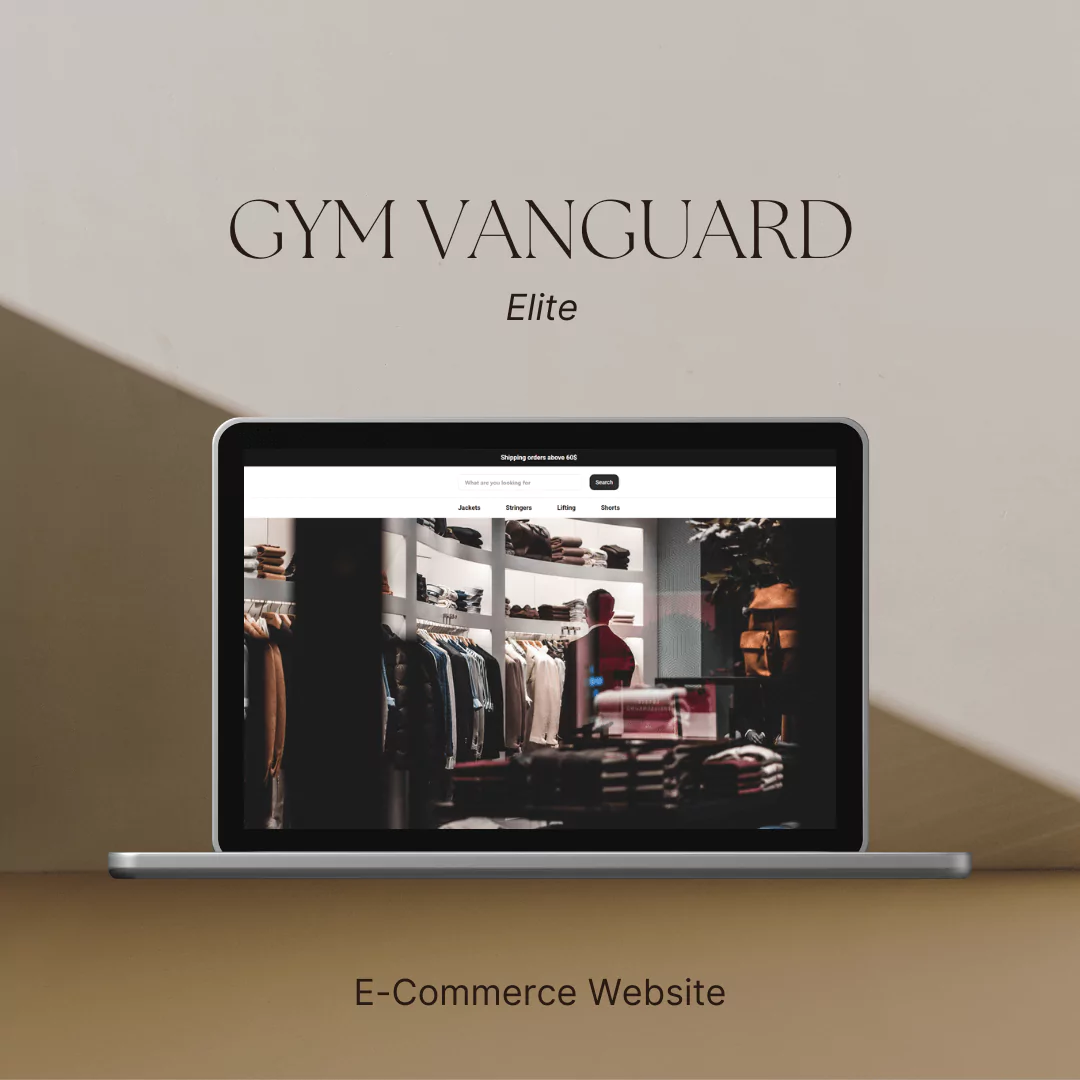 GYM VANGUARD
Elite
Shipping orders above 60$
What are you looking for
Search
Jackets Stringers Lifting Shorts
E-Commerce Website